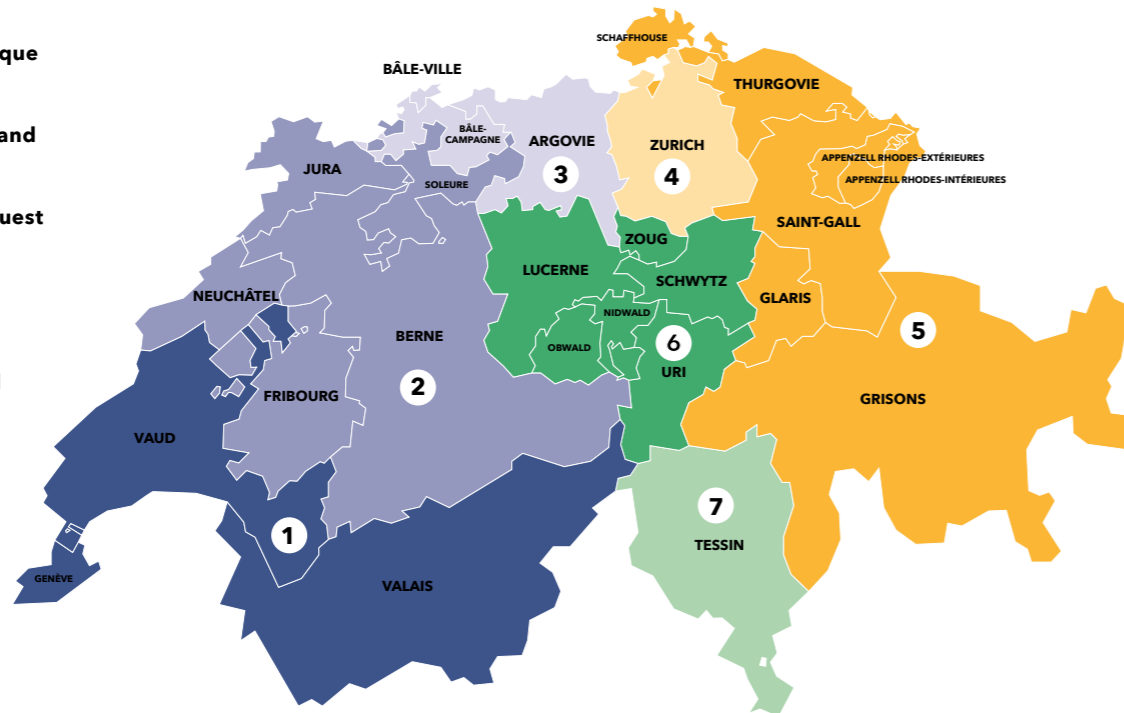 que
and
uest
SCHAFFHOUSE
BÂLE-VILLE
THURGOVIE
BÂLE-
CAMPAGNE
ARGOVIE
ZURICH
APPENZELL RHODES-EXTÉRIEURES
JURA
3
4
APPENZELL RHODES-INTÉRIEURES
SOLEURE
SAINT-GALL
ZOUG
LUCERNE
SCHWYTZ
NEUCHÂTEL
GLARIS
NIDWALD
BERNE
5
OBWALD
6
URI
2
FRIBOURG
GRISONS
VAUD
7
1
TESSIN
GENÈVE
VALAIS